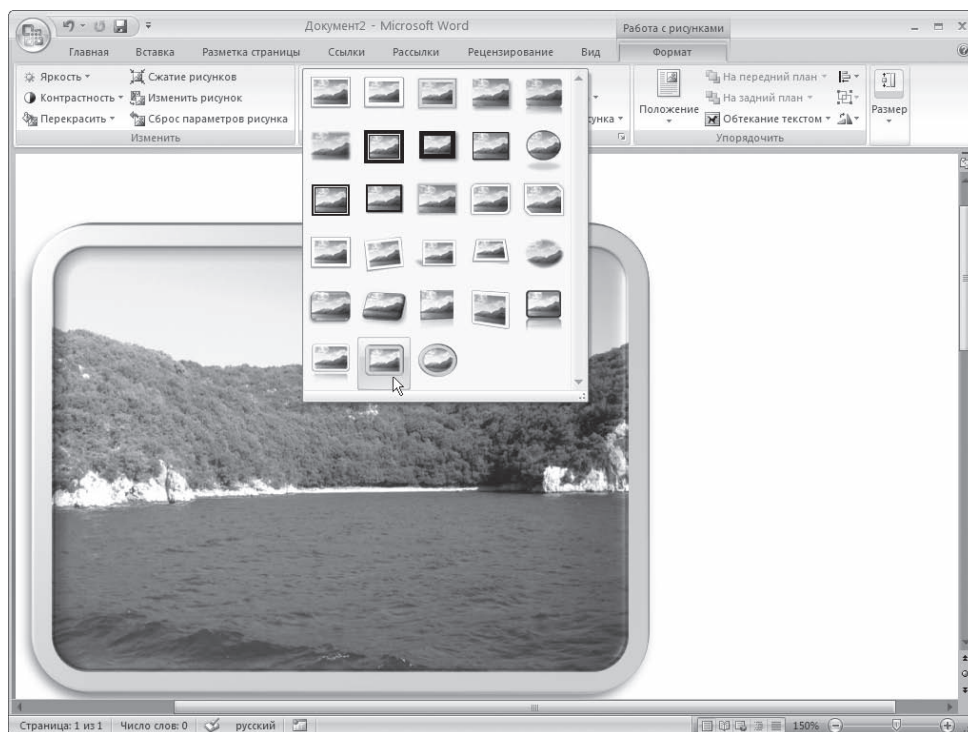 Документ2 - Microsoft Word
Работа с рисунками
Главная Вставка Разметка страницы Ссылки Рассылки Рецензирование Вид Формат
Яркость Сжатие рисунков На передний план
Контрастность Изменить рисунок На задний план
Перекрасить Сброс параметров рисунка Положение Обтекание текстом Размер
Изменить Упорядочить
Страница: 1 из 1 Число слов: 0 русский 150%